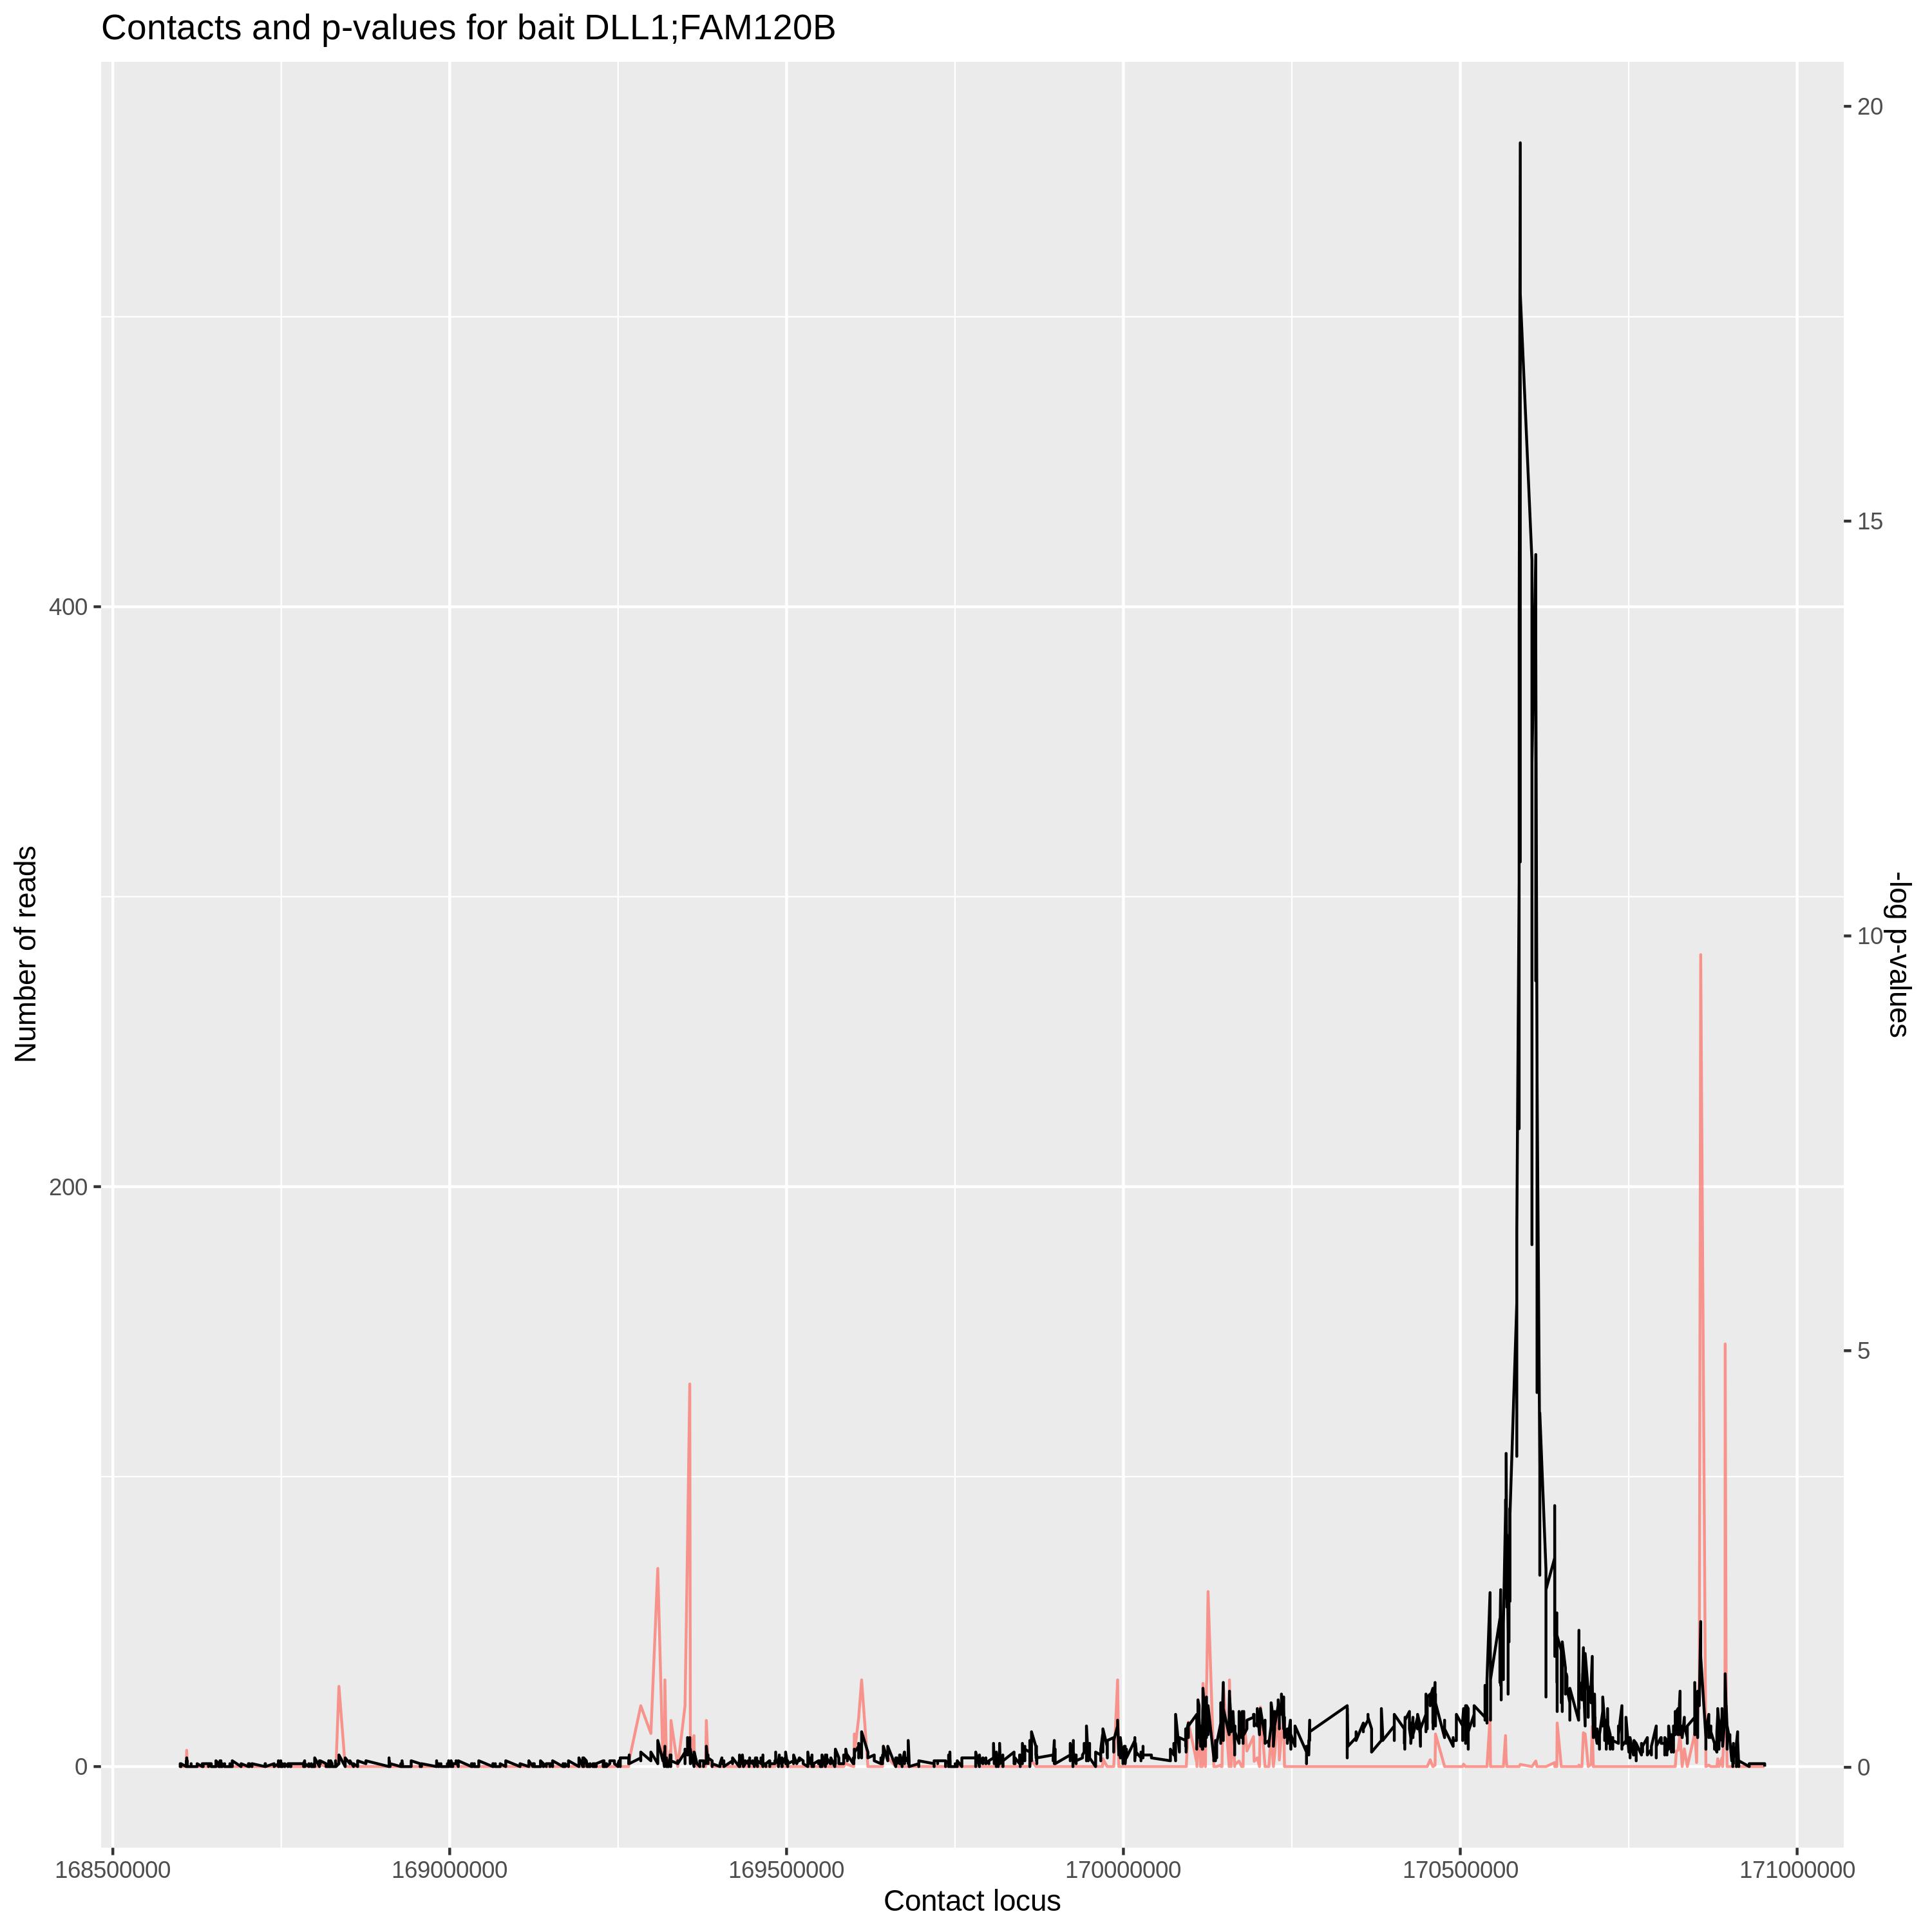 Contacts and p-values for bait DLL1;FAM120B
Number of reads
400
200
0
20
15
10
5
0
-log p-values
168500000 169000000 169500000 170000000 170500000 171000000
Contact locus